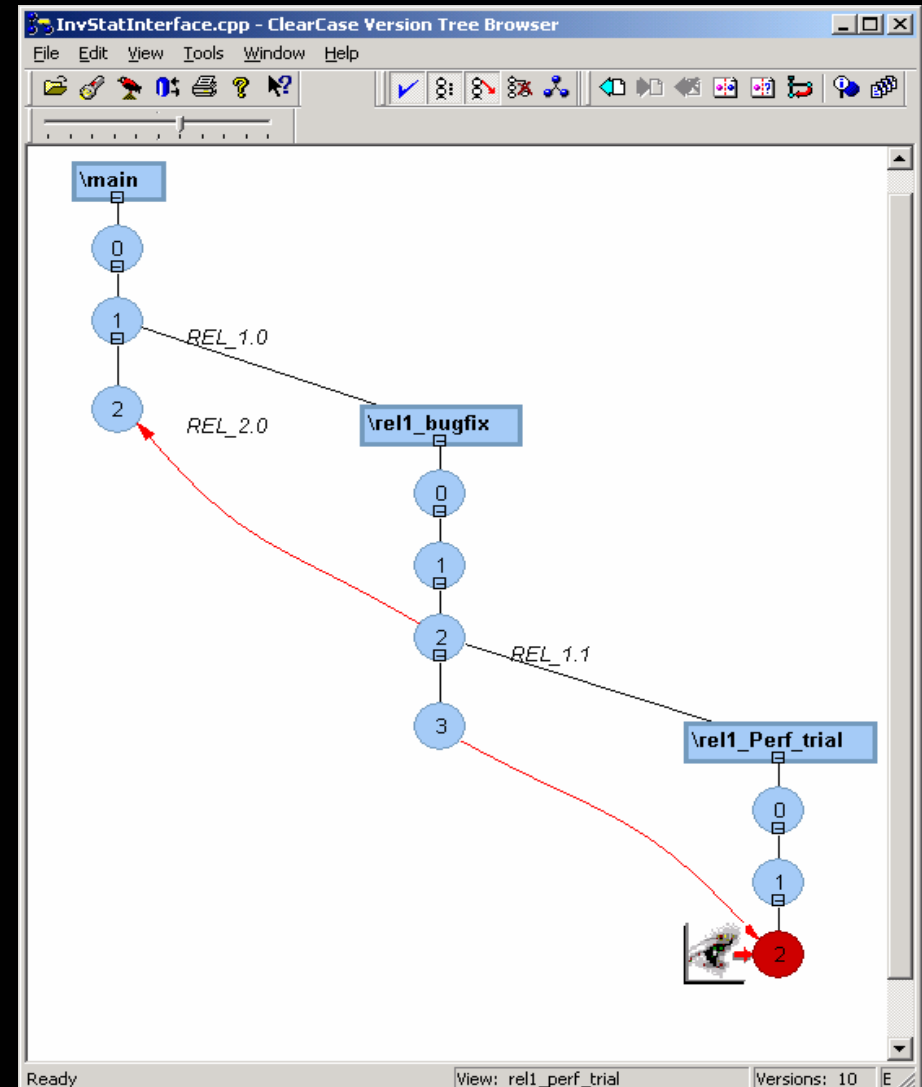 InvStatInterface.cpp - ClearCase Version Tree Browser
File Edit View Tools Window Help
\main
0
1
REL_1.0
2
REL_2.0
\rel1_bugfix
0
1
2
REL_1.1
3
\rel1_Perf_trial
0
1
2
Ready View: rel1_perf_trial Versions: 10 E